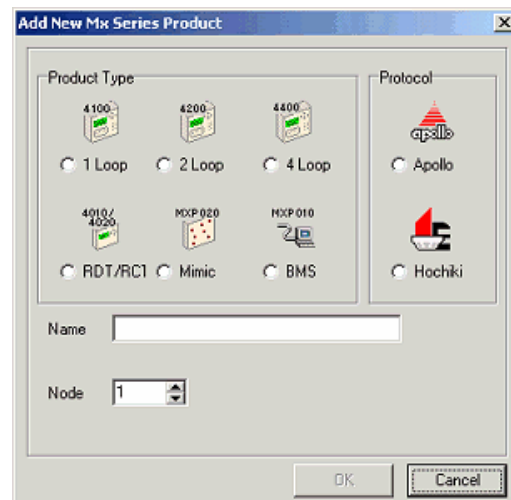 Add New Mx Series Product
Product Type
Protocol
4100 4200 4400
apollo
1 Loop 2 Loop 4 Loop
Apollo
4010/
4020 MXP020 MXP010
RDT/RC1 Mimic BMS
Hochiki
Name
Node 1
OK Cancel